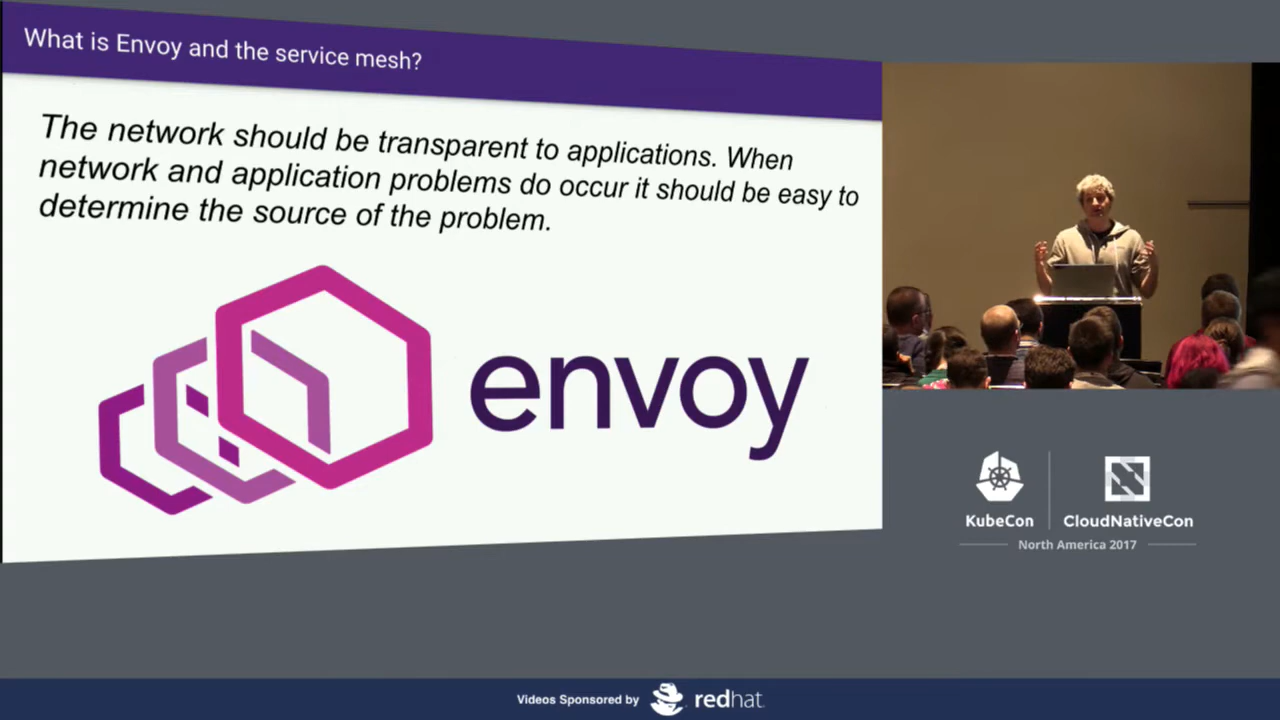 What is Envoy and the service mesh?
The network should be transparent to applications. When
network and application problems do occur it should be easy to
determine the source of the problem.
envoy
KubeCon
CloudNativeCon
North America 2017
Videos Sponsored by
redhat